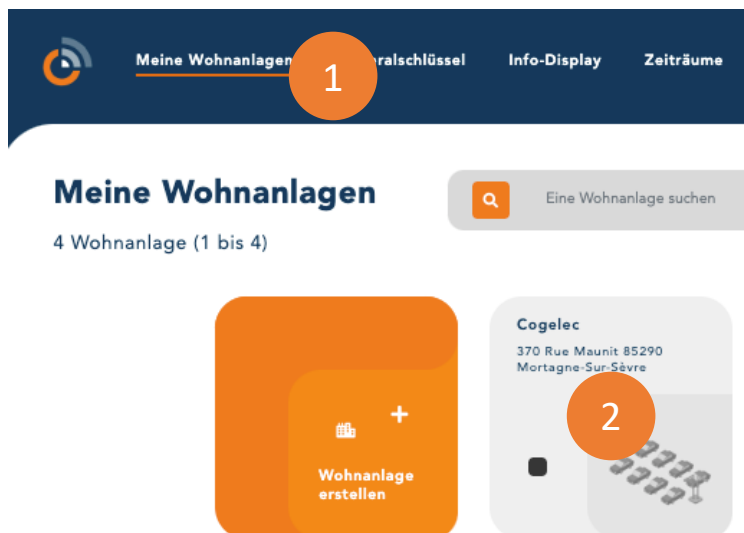 Meine Wohnanlagen 1 ralschlüssel Info-Display Zeiträume
Meine Wohnanlagen
Eine Wohnanlage suchen
4 Wohnanlage (1 bis 4)
Cogelec
370 Rue Maunit 85290
Mortagne-Sur-Sèvre
2
Wohnanlage
erstellen